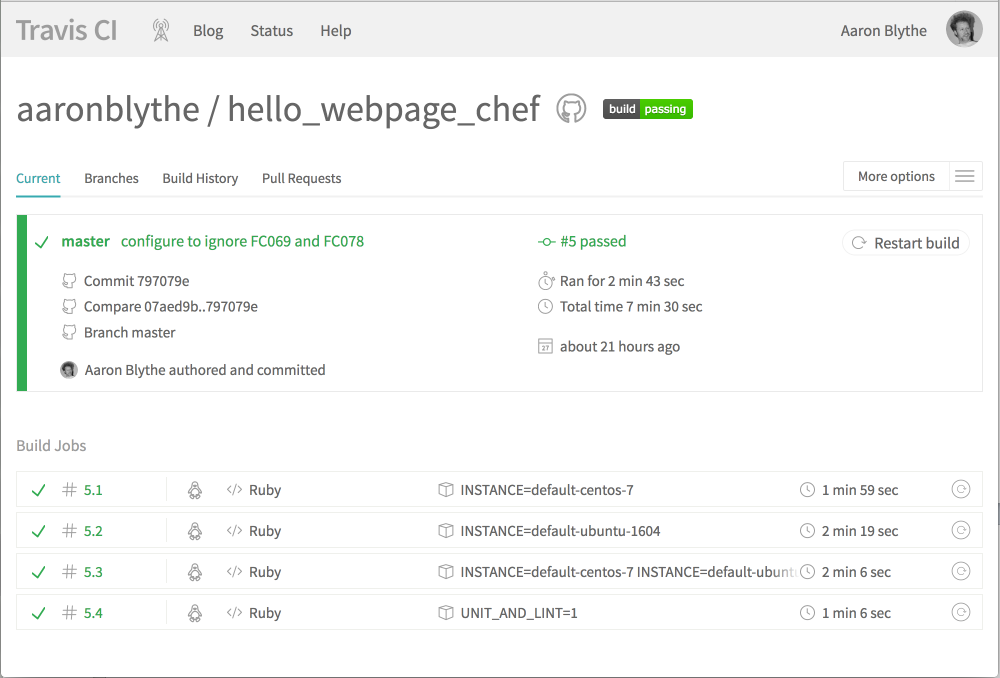 Travis CI Blog Status Help Aaron Blythe
aaronblythe / hello_webpage_chef build passing
Current Branches Build History Pull Requests More options
master configure to ignore FC069 and FC078 #5 passed Restart build
Commit 797079e Ran for 2 min 43 sec
Compare 07aed9b..797079e Total time 7 min 30 sec
Branch master
27 about 21 hours ago
Aaron Blythe authored and committed
Build Jobs
# 5.1 </> Ruby INSTANCE=default-centos-7 1 min 59 sec
# 5.2 </> Ruby INSTANCE=default-ubuntu-1604 2 min 19 sec
# 5.3 </> Ruby INSTANCE=default-centos-7 INSTANCE=default-ubuntu 2 min 6 sec
# 5.4 </> Ruby UNIT_AND_LINT=1 1 min 6 sec